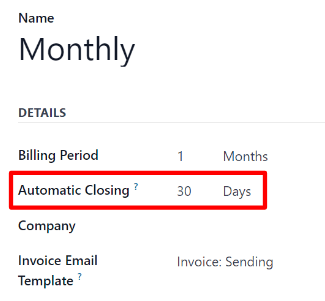 Name
Monthly
DETAILS
Billing Period 1 Months
Automatic Closing ? 30 Days
Company
Invoice Email Invoice: Sending
Template ?